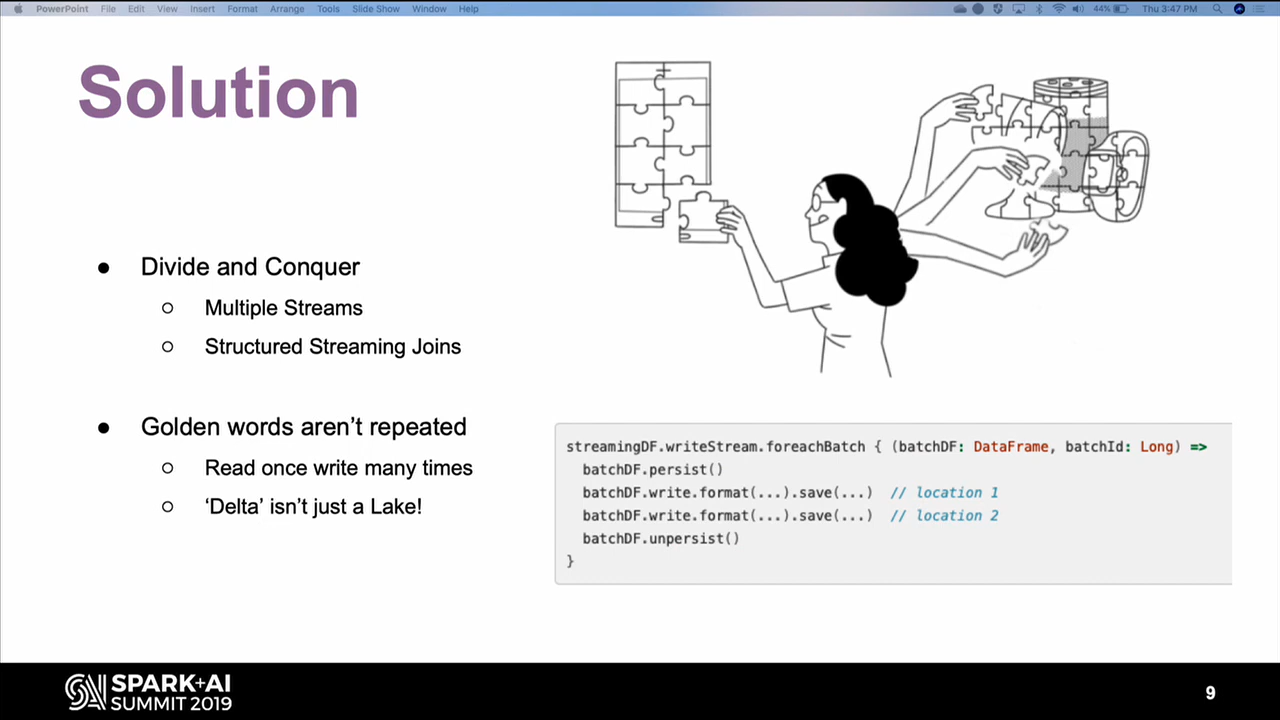 PowerPoint File Edit View Insert Format Arrange Tools Slide Show Window Help 44% Thu 3:47 PM
Solution
● Divide and Conquer
○ Multiple Streams
○ Structured Streaming Joins
● Golden words aren’t repeated
○ Read once write many times
○ ‘Delta’ isn’t just a Lake!
streamingDF.writeStream.foreachBatch { (batchDF: DataFrame, batchId: Long) =>
batchDF.persist()
batchDF.write.format(...).save(...) // location 1
batchDF.write.format(...).save(...) // location 2
batchDF.unpersist()
}
SPARK+AI
SUMMIT 2019
9